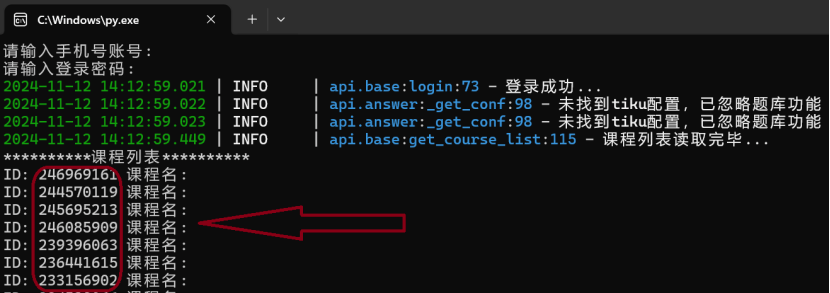 C:\Windows\py.exe
请输入手机号账号:
请输入登录密码:
2024-11-12 14:12:59.021 | INFO     | api.base:login:73 - 登录成功...
2024-11-12 14:12:59.022 | INFO     | api.answer:_get_conf:98 - 未找到tiku配置, 已忽略题库功能
2024-11-12 14:12:59.023 | INFO     | api.answer:_get_conf:98 - 未找到tiku配置, 已忽略题库功能
2024-11-12 14:12:59.449 | INFO     | api.base:get_course_list:115 - 课程列表读取完毕...
**********课程列表**********
ID: 246969161 课程名:
ID: 244570119 课程名:
ID: 245695213 课程名:
ID: 246085909 课程名:
ID: 239396063 课程名:
ID: 236441615 课程名:
ID: 233156902 课程名: